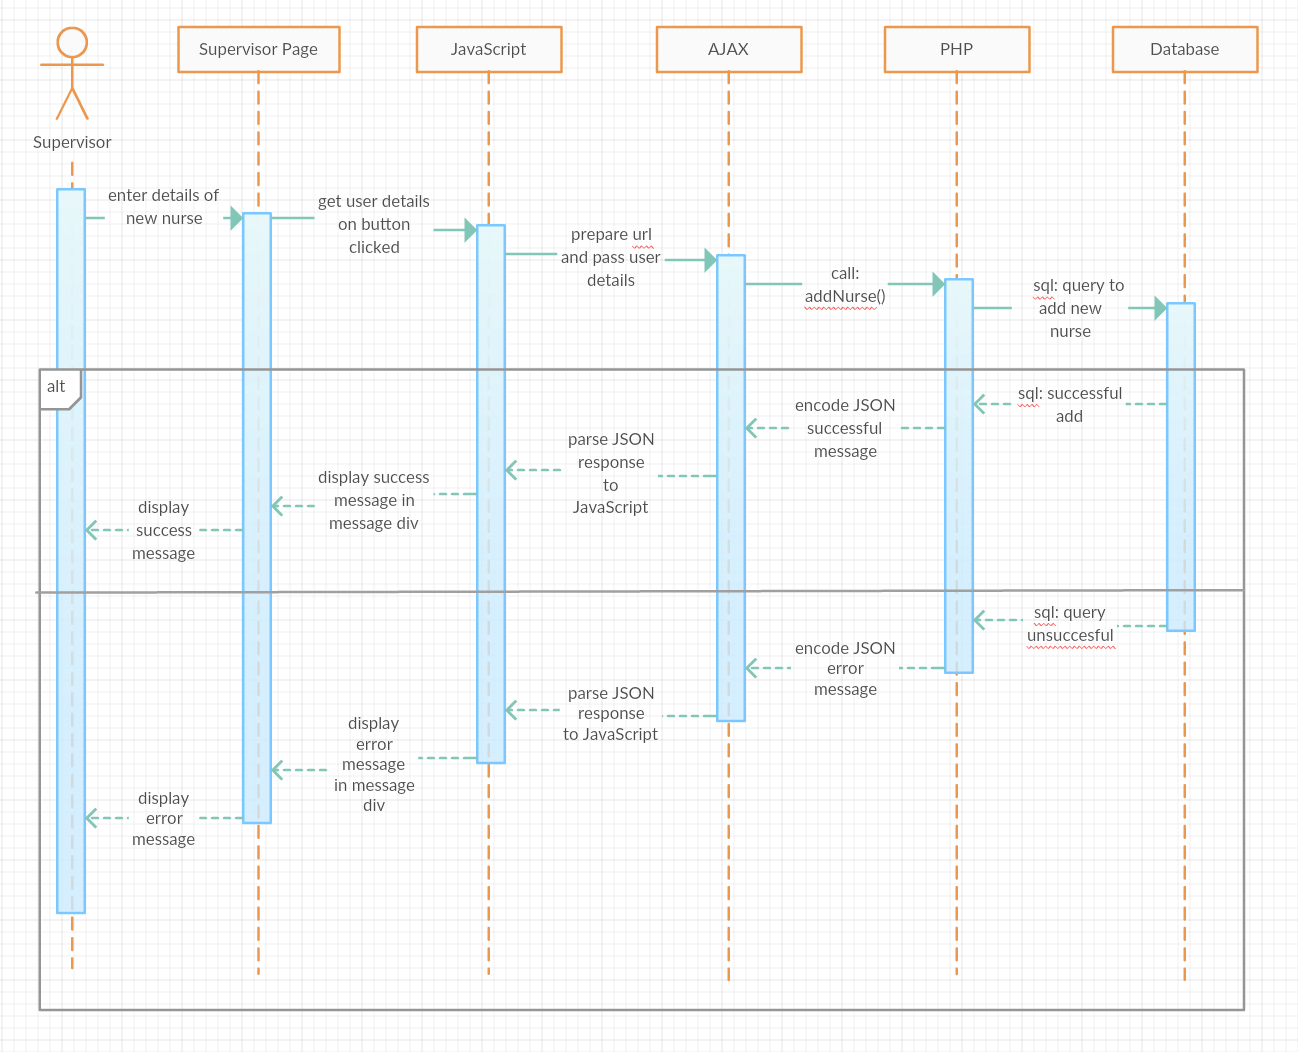 Supervisor Page
JavaScript
AJAX
PHP
Database
Supervisor
enter details of
new nurse
get user details
on button
clicked
prepare url
and pass user
details
call:
addNurse()
sql: query to
add new
nurse
alt
sql: successful
add
encode JSON
successful
message
parse JSON
response
to
JavaScript
display success
message in
message div
display
success
message
sql: query
unsuccesful
encode JSON
error
message
parse JSON
response
to JavaScript
display
error
message
in message
div
display
error
message